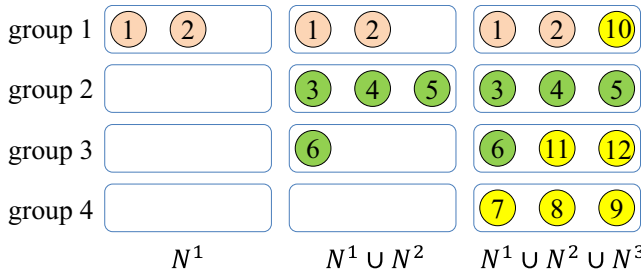 group 1 1 2 1 2 1 2 10
group 2 3 4 5 3 4 5
group 3 6 6 11 12
group 4 7 8 9
N¹ N¹ ∪ N² N¹ ∪ N² ∪ N³